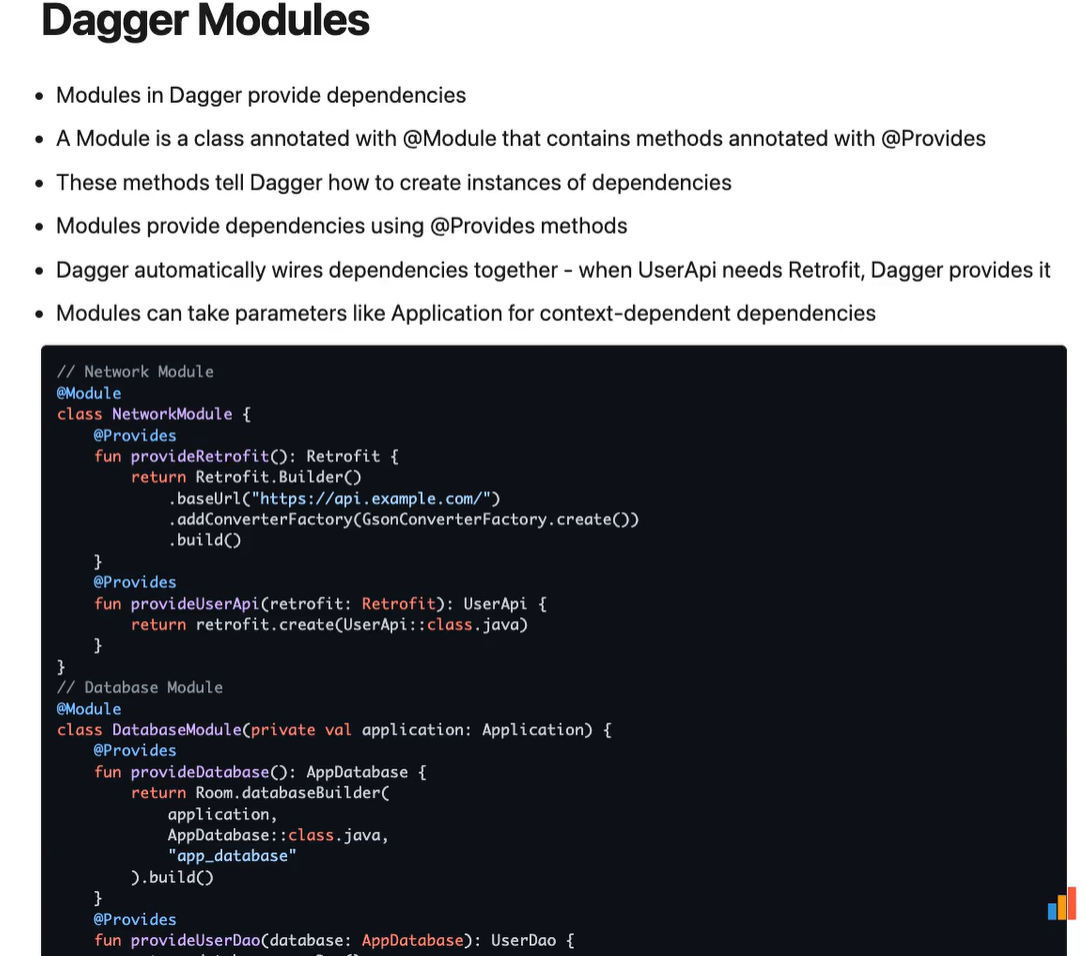 Dagger Modules
• Modules in Dagger provide dependencies
• A Module is a class annotated with @Module that contains methods annotated with @Provides
• These methods tell Dagger how to create instances of dependencies
• Modules provide dependencies using @Provides methods
• Dagger automatically wires dependencies together - when UserApi needs Retrofit, Dagger provides it
• Modules can take parameters like Application for context-dependent dependencies
// Network Module
@Module
class NetworkModule {
    @Provides
    fun provideRetrofit(): Retrofit {
        return Retrofit.Builder()
            .baseUrl("https://api.example.com/")
            .addConverterFactory(GsonConverterFactory.create())
            .build()
    }
    @Provides
    fun provideUserApi(retrofit: Retrofit): UserApi {
        return retrofit.create(UserApi::class.java)
    }
}
// Database Module
@Module
class DatabaseModule(private val application: Application) {
    @Provides
    fun provideDatabase(): AppDatabase {
        return Room.databaseBuilder(
            application,
            AppDatabase::class.java,
            "app_database"
        ).build()
    }
    @Provides
    fun provideUserDao(database: AppDatabase): UserDao {